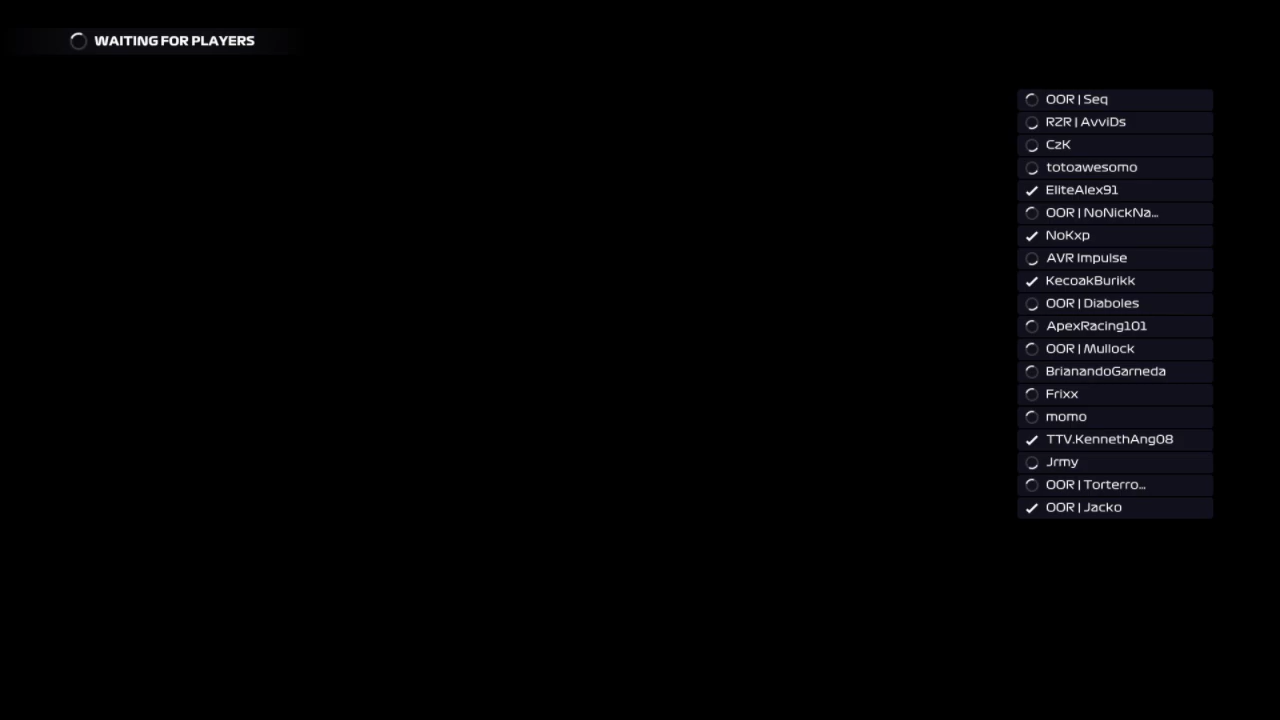 WAITING FOR PLAYERS
OOR | Seq
R2R | AvviDs
CzK
totoawesomo
EliteAlex91
OOR | NoNickNa...
NoKxp
AVR Impulse
KecoakBurikk
OOR | Diaboles
ApexRacing101
OOR | Mullock
BrianandoGarneda
Frixx
momo
TTV.KennethAng08
Jrmy
OOR | Torterro...
OOR | Jacko